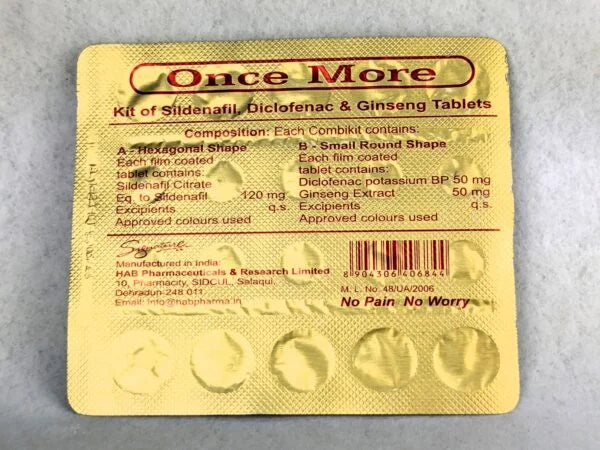 Once More
Kit of Sildenafil, Diclofenac & Ginseng Tablets
Composition: Each Combikit contains:
A - Hexagonal Shape
Each film coated
tablet contains:
Sildenafil Citrate
Eq. to Sildenafil 120 mg
Excipients q.s.
Approved colours used
B - Small Round Shape
Each film coated
tablet contains:
Diclofenac potassium BP 50 mg
Ginseng Extract 50 mg
Excipients q.s.
Approved colours used
Signature
Manufactured in India:
HAB Pharmaceuticals & Research Limited
10, Pharmacity, SIDCUL, Selaqui,
Dehradun-248 011.
Email: info@habpharma.in
8904306406844
M. L. No. 48/UA/2006
No Pain No Worry